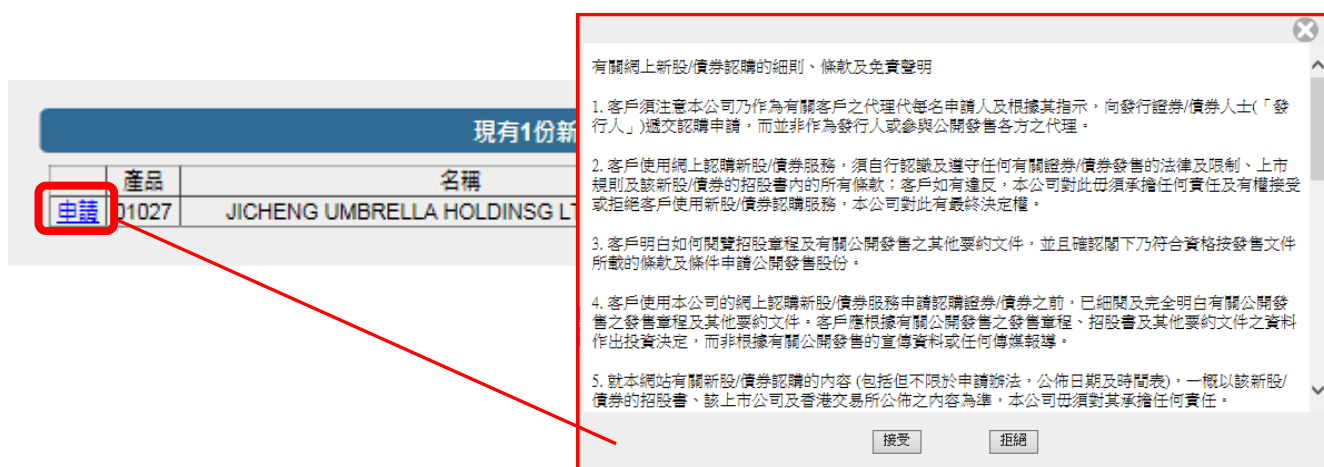 現有1份新
產品 名稱
申請 01027 JICHENG UMBRELLA HOLDINSG LT
有關網上新股/債券認購的細則、條款及免責聲明
1. 客戶須注意本公司乃作為有關客戶之代理代每名申請人及根據其指示，向發行證券/債券人士(「發
行人」)遞交認購申請，而並非作為發行人或參與公開發售各方之代理。
2. 客戶使用網上認購新股/債券服務，須自行認識及遵守任何有關證券/債券發售的法律及限制、上市
規則及該新股/債券的招股書內的所有條款；客戶如有違反，本公司對此毋須承擔任何責任及有權接受
或拒絕客戶使用新股/債券認購服務，本公司對此有最終決定權。
3. 客戶明白如何閱覽招股章程及有關公開發售之其他要約文件，並且確認閣下乃符合資格按發售文件
所載的條款及條件申請公開發售股份。
4. 客戶使用本公司的網上認購新股/債券服務申請認購證券/債券之前，已細閱及完全明白有關公開發
售之發售章程及其他要約文件。客戶應根據有關公開發售之發售章程、招股書及其他要約文件之資料
作出投資決定，而非根據有關公開發售的宣傳資料或任何傳媒報導。
5. 就本網站有關新股/債券認購的內容 (包括但不限於申請辦法，公佈日期及時間表)，一概以該新股/
債券的招股書、該上市公司及香港交易所公佈之內容為準，本公司毋須對其承擔任何責任。
接受 拒絕